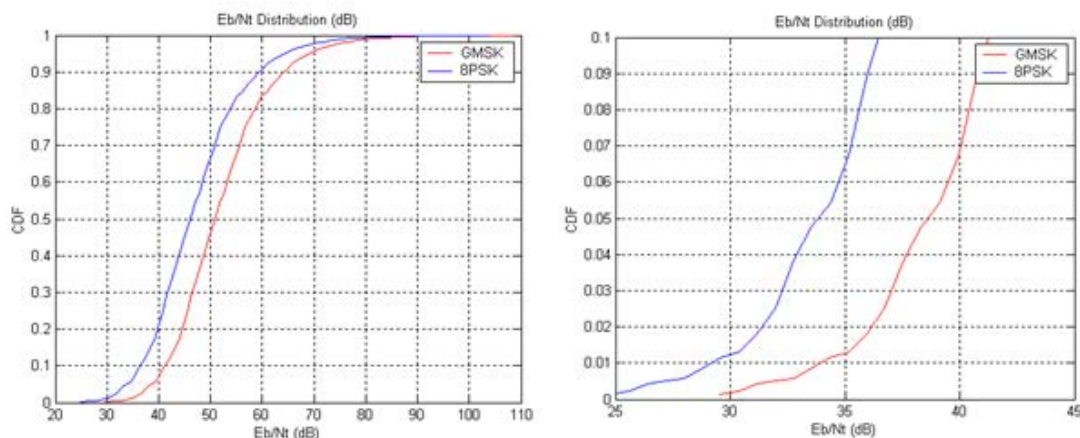 Eb/Nt Distribution (dB)
1
0.9
0.8
0.7
0.6
0.5
0.4
0.3
0.2
0.1
0
CDF
GMSK
8PSK
20 30 40 50 60 70 80 90 100 110
Eb/Nt (dB)
Eb/Nt Distribution (dB)
0.1
0.09
0.08
0.07
0.06
0.05
0.04
0.03
0.02
0.01
0
CDF
GMSK
8PSK
25 30 35 40 45
Eb/Nt (dB)